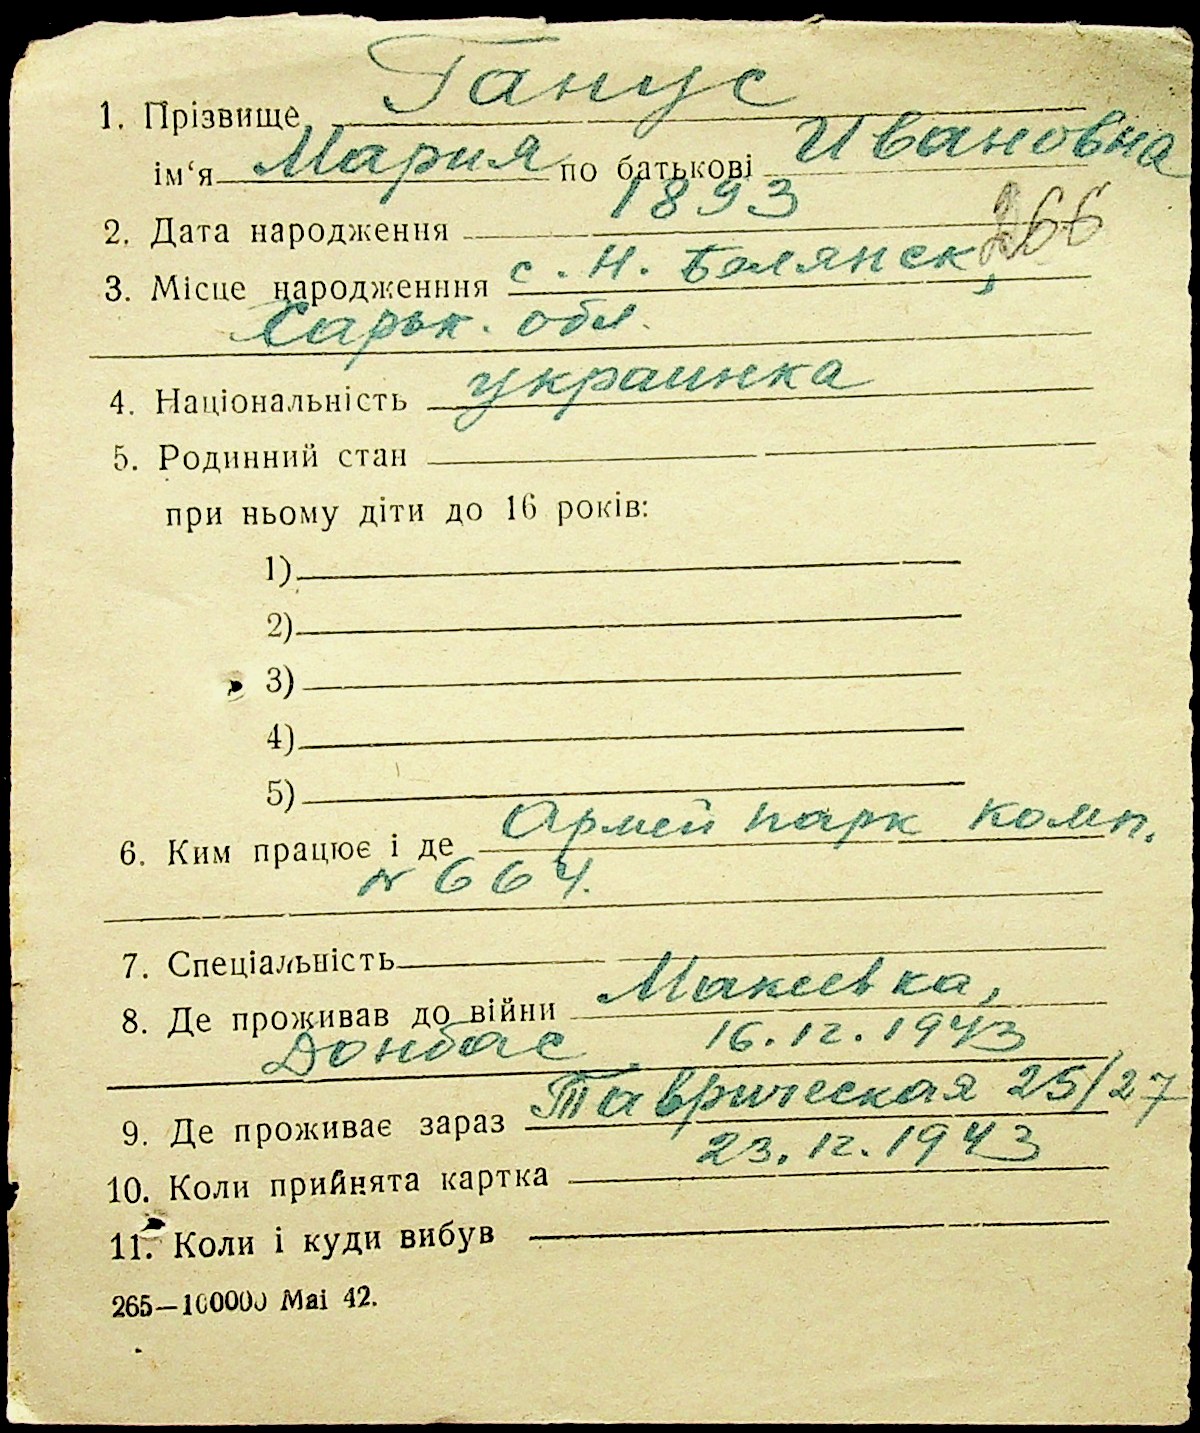 1. Прізвище Ганус
ім'я Мария по батькові Ивановна
2. Дата народження 1893 266
3. Місце народженння с. Н. Белянск,
Харьк. обл.
4. Національність украинка
5. Родинний стан
при ньому діти до 16 років:
1)
2)
3)
4)
5)
6. Ким працює і де Армей парк комп.
N 664.
7. Спеціальність
8. Де проживав до війни Макеевка,
Донбас 16.12.1943
9. Де проживає зараз Таврическая 25/27
10. Коли прийнята картка 23.12.1943
11. Коли і куди вибув
265—100000 Mai 42.